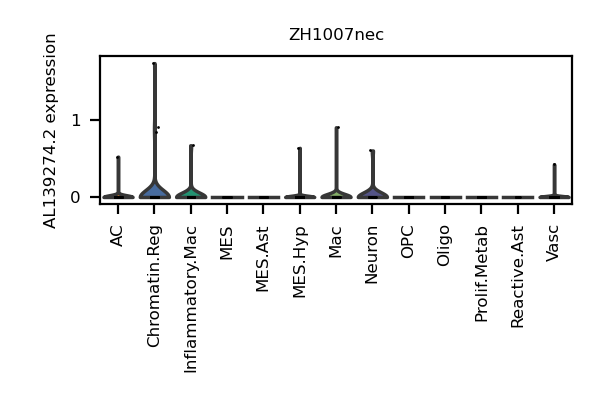 ZH1007nec
AL139274.2 expression
1
0
AC
Chromatin.Reg
Inflammatory.Mac
MES
MES.Ast
MES.Hyp
Mac
Neuron
OPC
Oligo
Prolif.Metab
Reactive.Ast
Vasc